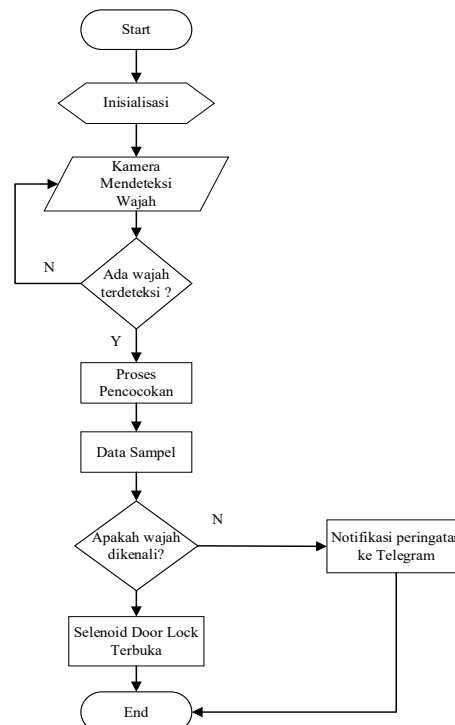 Start
Inisialisasi
Kamera
Mendeteksi
Wajah
N
Ada wajah
terdeteksi ?
Y
Proses
Pencocokan
Data Sampel
N
Apakah wajah
dikenali?
Notifikasi peringatan
ke Telegram
Selenoid Door Lock
Terbuka
End